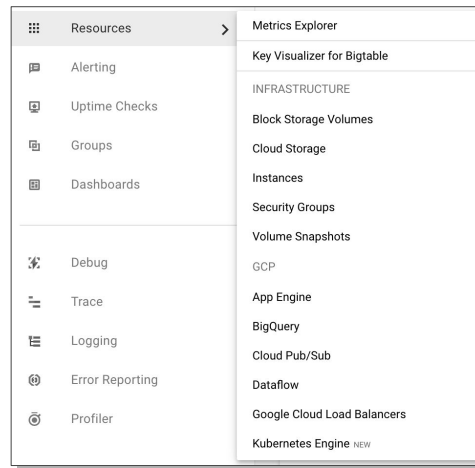 Resources
Alerting
Uptime Checks
Groups
Dashboards
Debug
Trace
Logging
Error Reporting
Profiler
Metrics Explorer
Key Visualizer for Bigtable
INFRASTRUCTURE
Block Storage Volumes
Cloud Storage
Instances
Security Groups
Volume Snapshots
GCP
App Engine
BigQuery
Cloud Pub/Sub
Dataflow
Google Cloud Load Balancers
Kubernetes Engine NEW